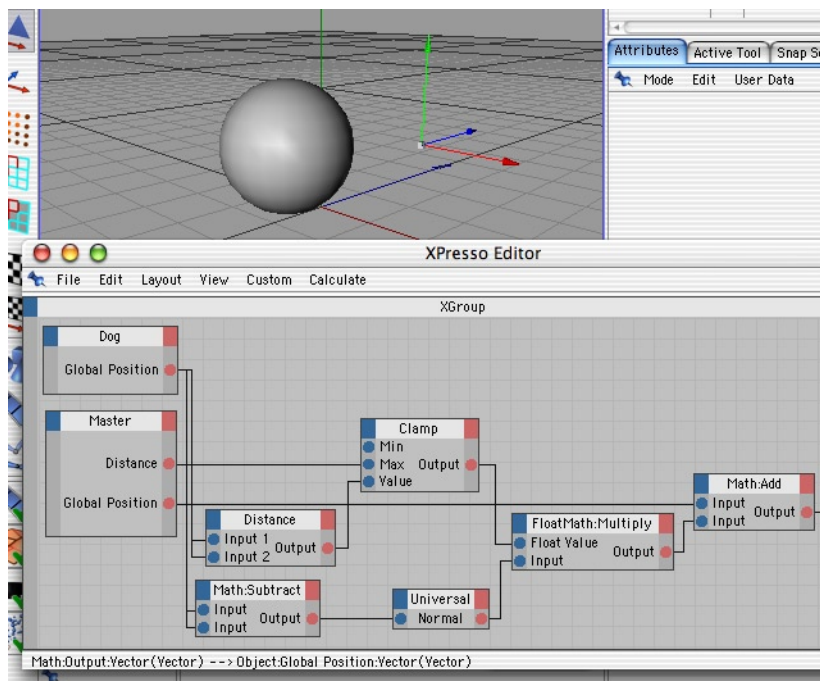 Attributes Active Tool Snap Se
Mode Edit User Data
XPresso Editor
File Edit Layout View Custom Calculate
XGroup
Dog
Global Position
Master
Distance
Global Position
Clamp
Min
Max Output
Value
Distance
Input 1
Output
Input 2
Math:Subtract
Input
Output
Input
Universal
Normal
FloatMath:Multiply
Float Value
Output
Input
Math:Add
Input
Output
Input
Math:Output:Vector(Vector) --> Object:Global Position:Vector(Vector)